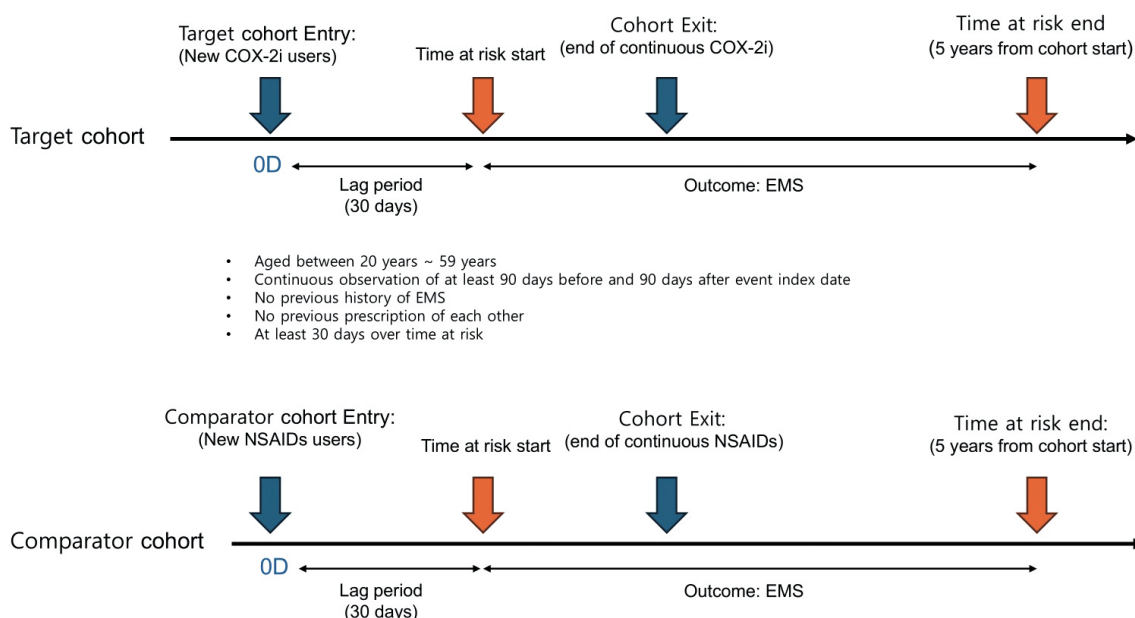 Target cohort Entry:
(New COX-2i users)
Time at risk start
Cohort Exit:
(end of continuous COX-2i)
Time at risk end
(5 years from cohort start)
Target cohort
0D
Lag period
(30 days)
Outcome: EMS
• Aged between 20 years ~ 59 years
• Continuous observation of at least 90 days before and 90 days after event index date
• No previous history of EMS
• No previous prescription of each other
• At least 30 days over time at risk
Comparator cohort Entry:
(New NSAIDs users)
Time at risk start
Cohort Exit:
(end of continuous NSAIDs)
Time at risk end:
(5 years from cohort start)
Comparator cohort
0D
Lag period
(30 days)
Outcome: EMS